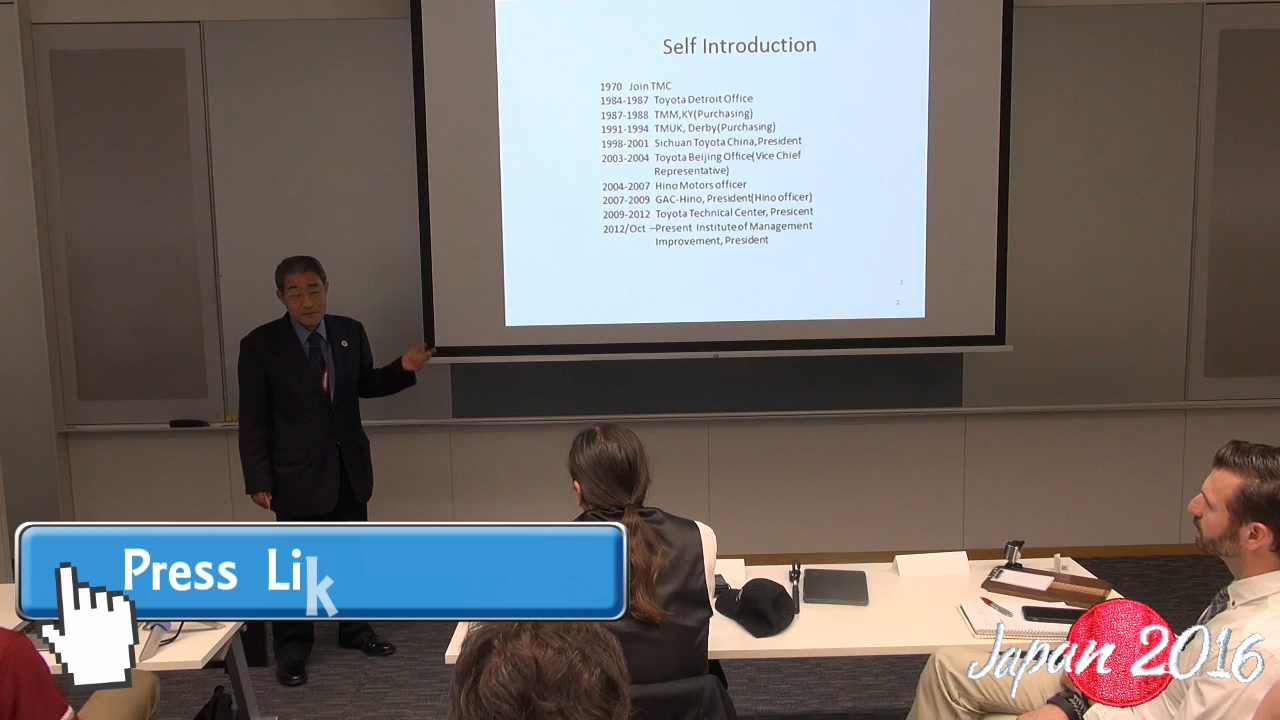 Self Introduction
1970 Join TMC
1984-1987 Toyota Detroit Office
1987-1988 TMM,KY(Purchasing)
1991-1994 TMUK, Derby(Purchasing)
1998-2001 Sichuan Toyota China,President
2003-2004 Toyota Beijing Office(Vice Chief
Representative)
2004-2007 Hino Motors officer
2007-2009 GAC-Hino, President(Hino officer)
2009-2012 Toyota Technical Center, Presicent
2012/Oct –Present Institute of Management
Improvement, President
2
2
Press Lik
Japan 2016